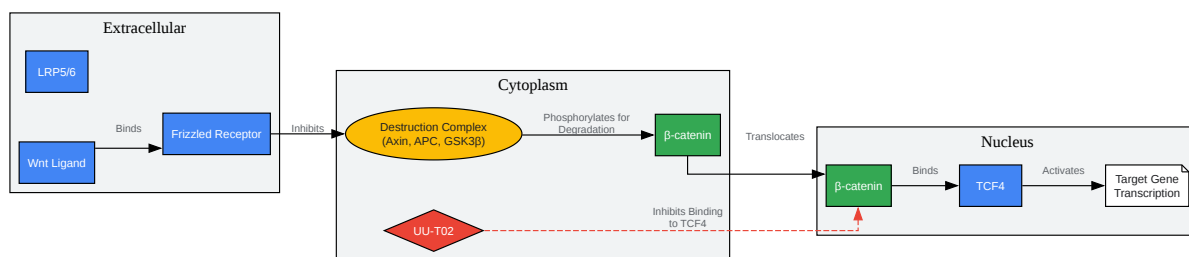 Extracellular
LRP5/6
Wnt Ligand
Binds
Frizzled Receptor
Inhibits
Cytoplasm
Destruction Complex
(Axin, APC, GSK3β)
Phosphorylates for
Degradation
β-catenin
UU-T02
Inhibits Binding
to TCF4
Translocates
Nucleus
β-catenin
Binds
TCF4
Activates
Target Gene
Transcription